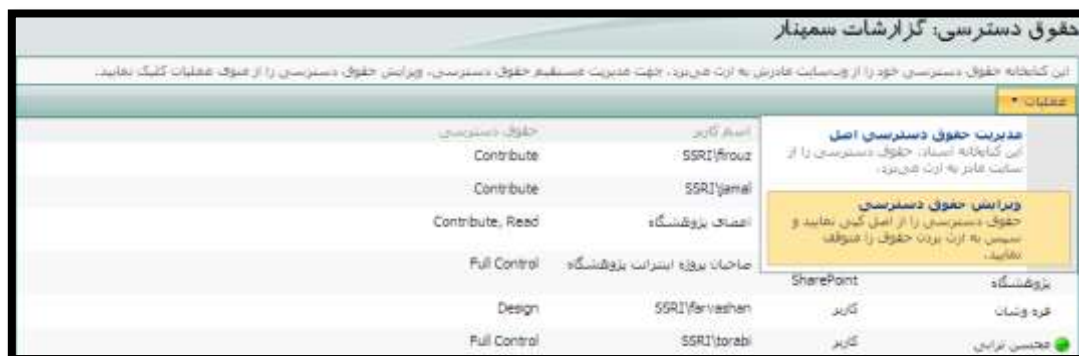 حقوق دسترسی: گزارشات سمینار
این کتابخانه حقوق دسترسی خود را از وب‌سایت مادرش به ارث می‌برد. جهت مدیریت مستقیم حقوق دسترسی، ویرایش حقوق دسترسی را از منوی عملیات کلیک نمایید.
عملیات
اسم کاربر حقوق دسترسی
مدیریت حقوق دسترسی اصل
این کتابخانه اسناد، حقوق دسترسی را از
سایت مادر به ارث می‌برد.
SSRI\firouz Contribute
SSRI\jamal Contribute
ویرایش حقوق دسترسی
حقوق دسترسی را از اصل کپی نمایید و
سپس به ارث بردن حقوق را متوقف
نمایید.
اعضای پژوهشگاه Contribute, Read
صاحبان پروژه اینترانت پژوهشگاه Full Control
پژوهشگاه SharePoint
قره وشان کاربر SSRI\farvashan Design
محسن ترابی کاربر SSRI\torabi Full Control